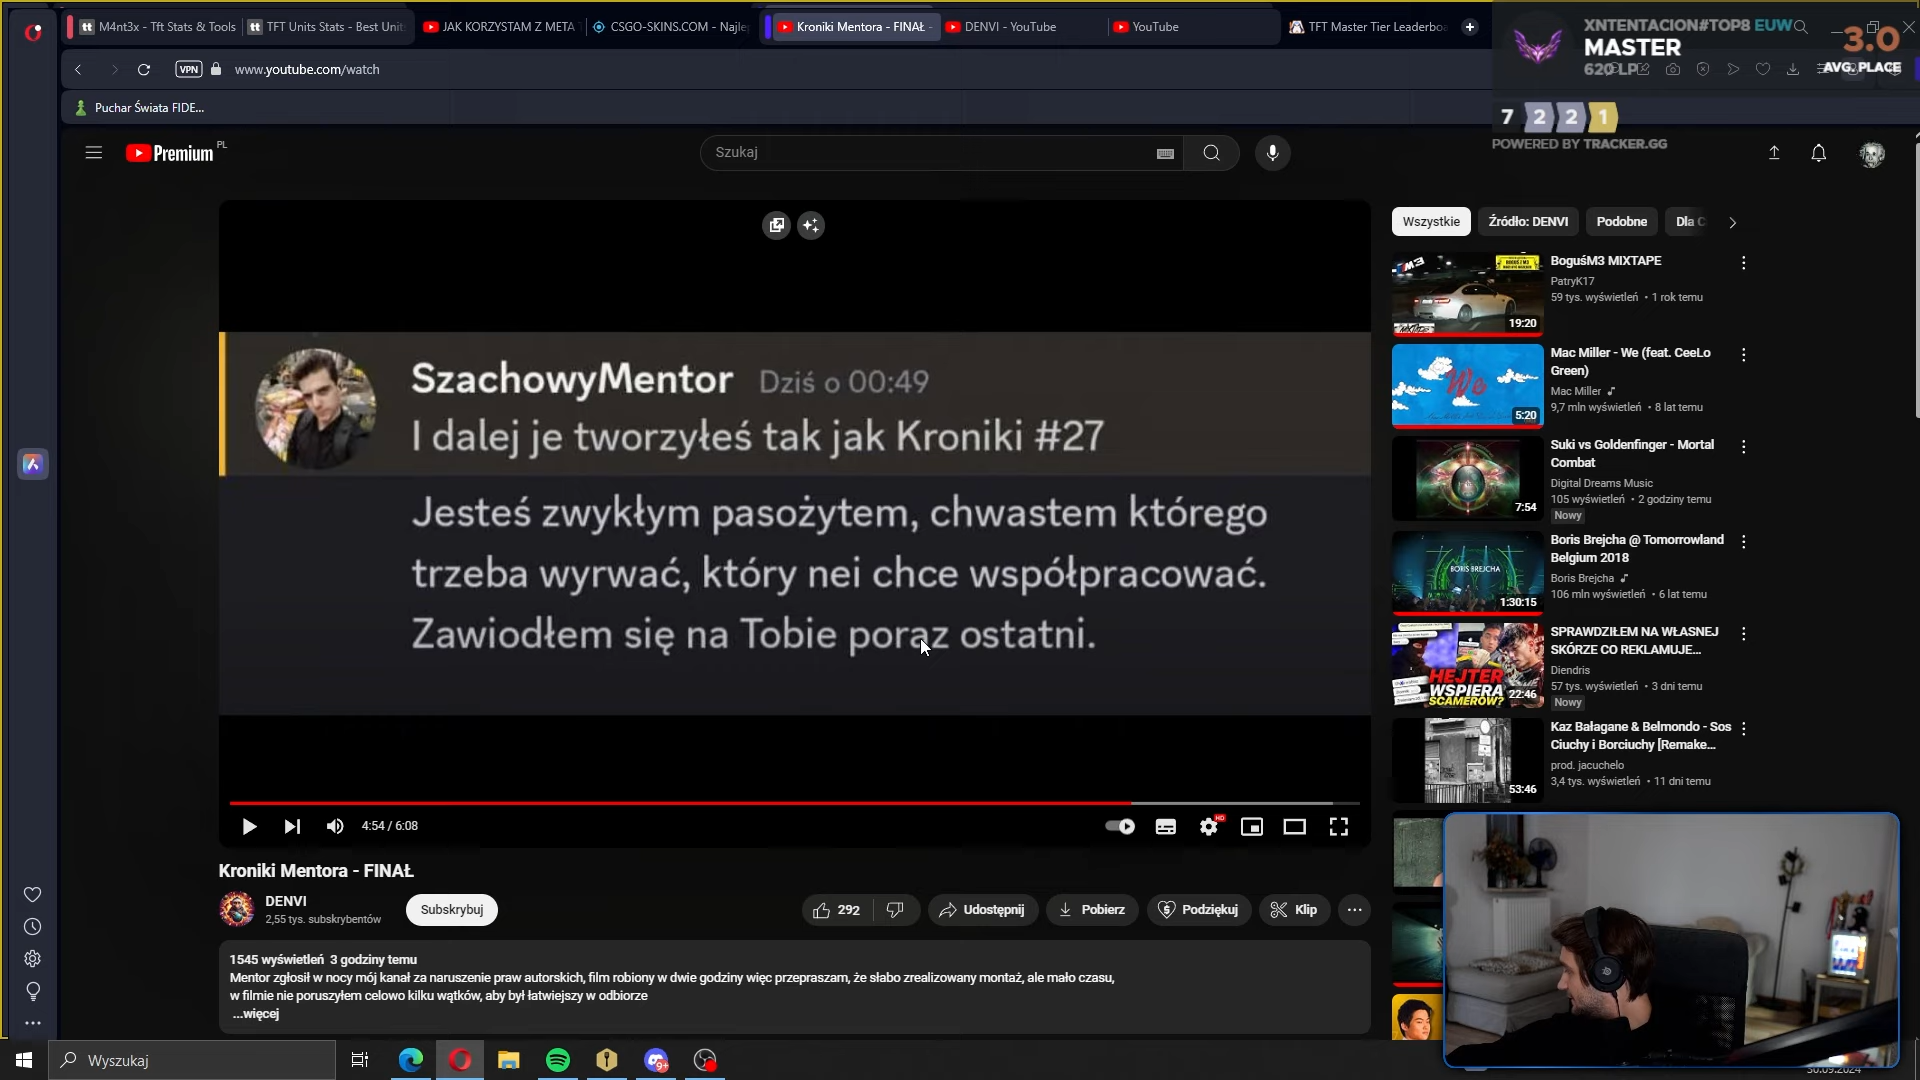 M4nt3x - Tft Stats & Tools
TFT Units Stats - Best Unit
JAK KORZYSTAM Z META T
CSGO-SKINS.COM - Najle
Kroniki Mentora - FINAŁ -
DENVI - YouTube
YouTube
TFT Master Tier Leaderbo
XNTENTACION#TOP8 EUW
MASTER
620 LP
3.0
AVG. PLACE
7 2 2 1
POWERED BY TRACKER.GG
VPN
www.youtube.com/watch
Puchar Świata FIDE...
Premium PL
Szukaj
SzachowyMentor Dziś o 00:49
I dalej je tworzyłeś tak jak Kroniki #27
Jesteś zwykłym pasożytem, chwastem którego
trzeba wyrwać, który nei chce współpracować.
Zawiodłem się na Tobie poraz ostatni.
4:54 / 6:08
HD
Kroniki Mentora - FINAŁ
DENVI
2,55 tys. subskrybentów
Subskrybuj
292
Udostępnij
Pobierz
Podziękuj
Klip
1545 wyświetleń 3 godziny temu
Mentor zgłosił w nocy mój kanał za naruszenie praw autorskich, film robiony w dwie godziny więc przepraszam, że słabo zrealizowany montaż, ale mało czasu,
w filmie nie poruszyłem celowo kilku wątków, aby był łatwiejszy w odbiorze
...więcej
Wszystkie
Źródło: DENVI
Podobne
Dla C
19:20
BoguśM3 MIXTAPE
PatryK17
59 tys. wyświetleń • 1 rok temu
We
5:20
Mac Miller - We (feat. CeeLo
Green)
Mac Miller
9,7 mln wyświetleń • 8 lat temu
7:54
Suki vs Goldenfinger - Mortal
Combat
Digital Dreams Music
105 wyświetleń • 2 godziny temu
Nowy
BORIS BREJCHA
1:30:15
Boris Brejcha @ Tomorrowland
Belgium 2018
Boris Brejcha
106 mln wyświetleń • 6 lat temu
HEJTER
WSPIERA
SCAMERÓW?
22:46
SPRAWDZIŁEM NA WŁASNEJ
SKÓRZE CO REKLAMUJE...
Diendris
57 tys. wyświetleń • 3 dni temu
Nowy
53:46
Kaz Bałagane & Belmondo - Sos
Ciuchy i Borciuchy [Remake...
prod. jacuchelo
3,4 tys. wyświetleń • 11 dni temu
Wyszukaj
9+
30.09.2024